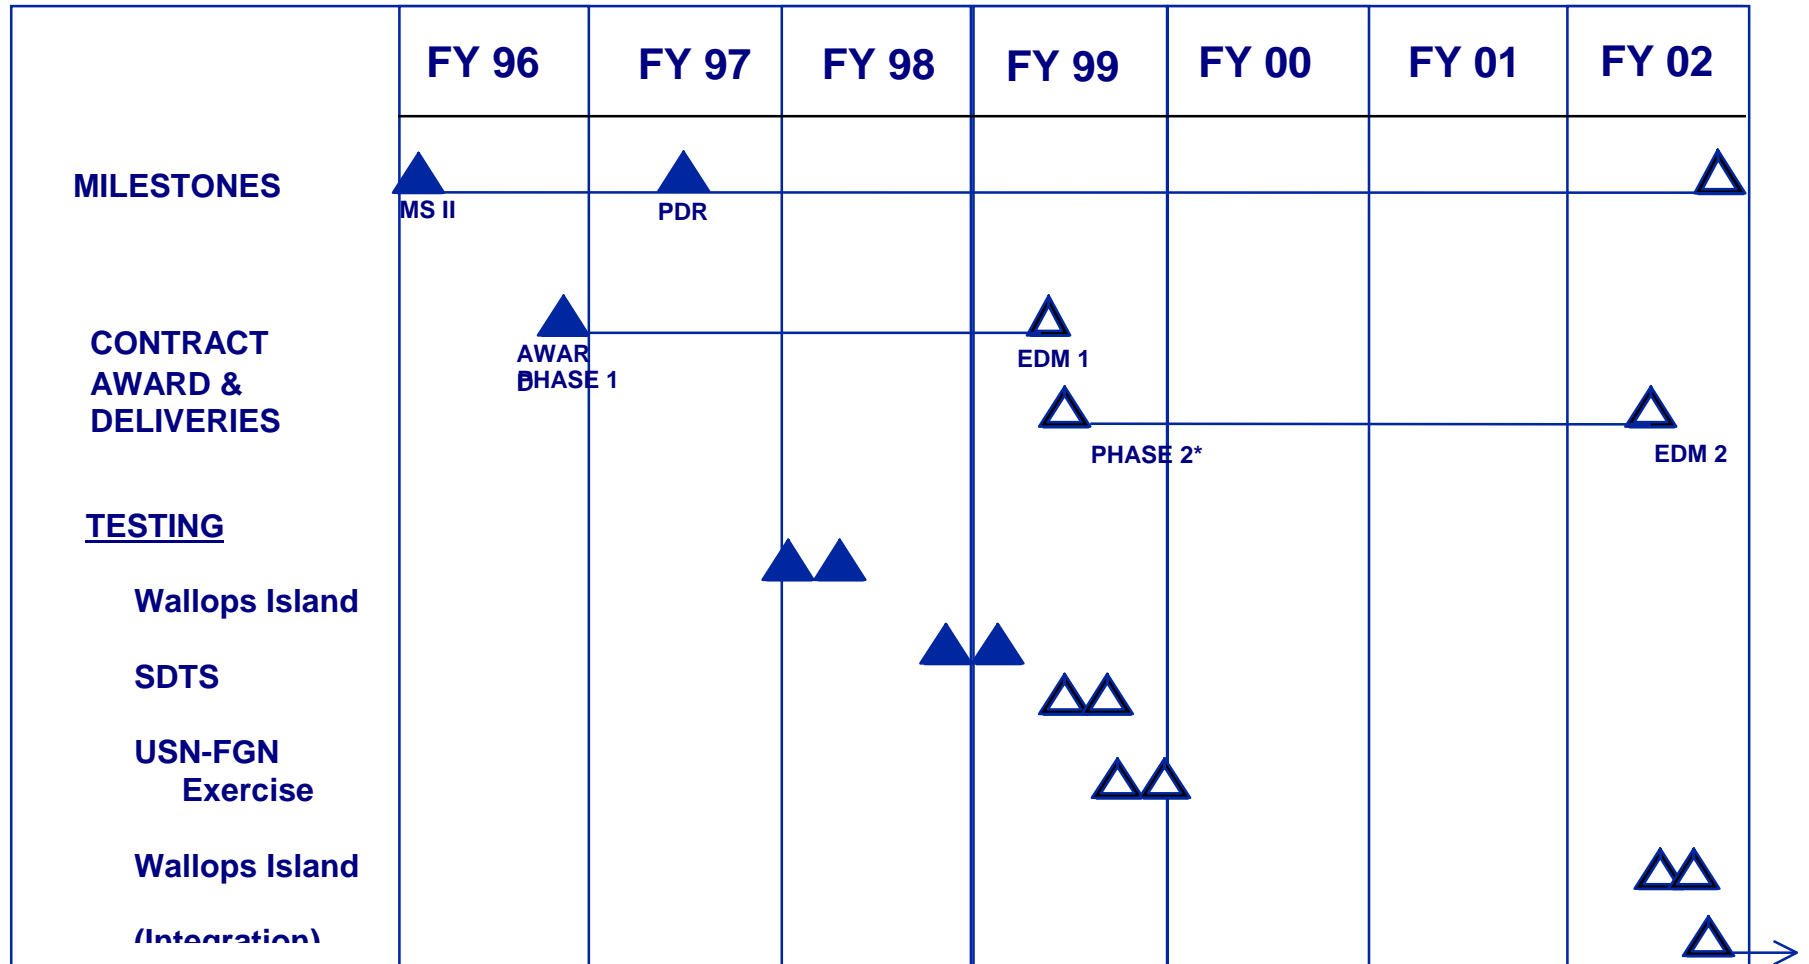 FY 96 FY 97 FY 98 FY 99 FY 00 FY 01 FY 02
MILESTONES
MS II PDR
CONTRACT
AWARD &
DELIVERIES
AWAR
D
PHASE 1
EDM 1
PHASE 2*
EDM 2
TESTING
Wallops Island
SDTS
USN-FGN
Exercise
Wallops Island
(Integration)